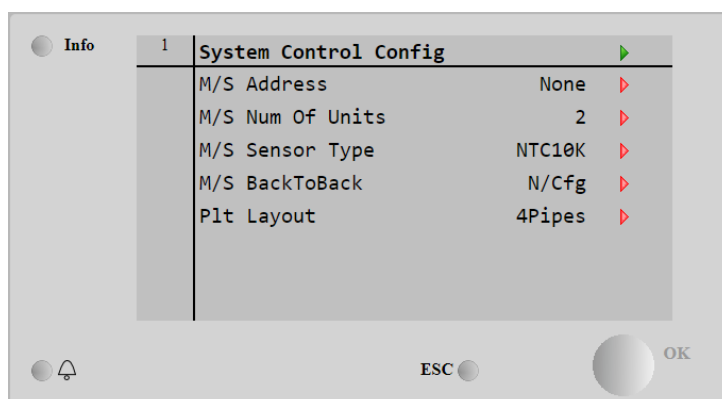 Info
1 System Control Config
M/S Address None
M/S Num Of Units 2
M/S Sensor Type NTC10K
M/S BackToBack N/Cfg
Plt Layout 4Pipes
ESC
OK